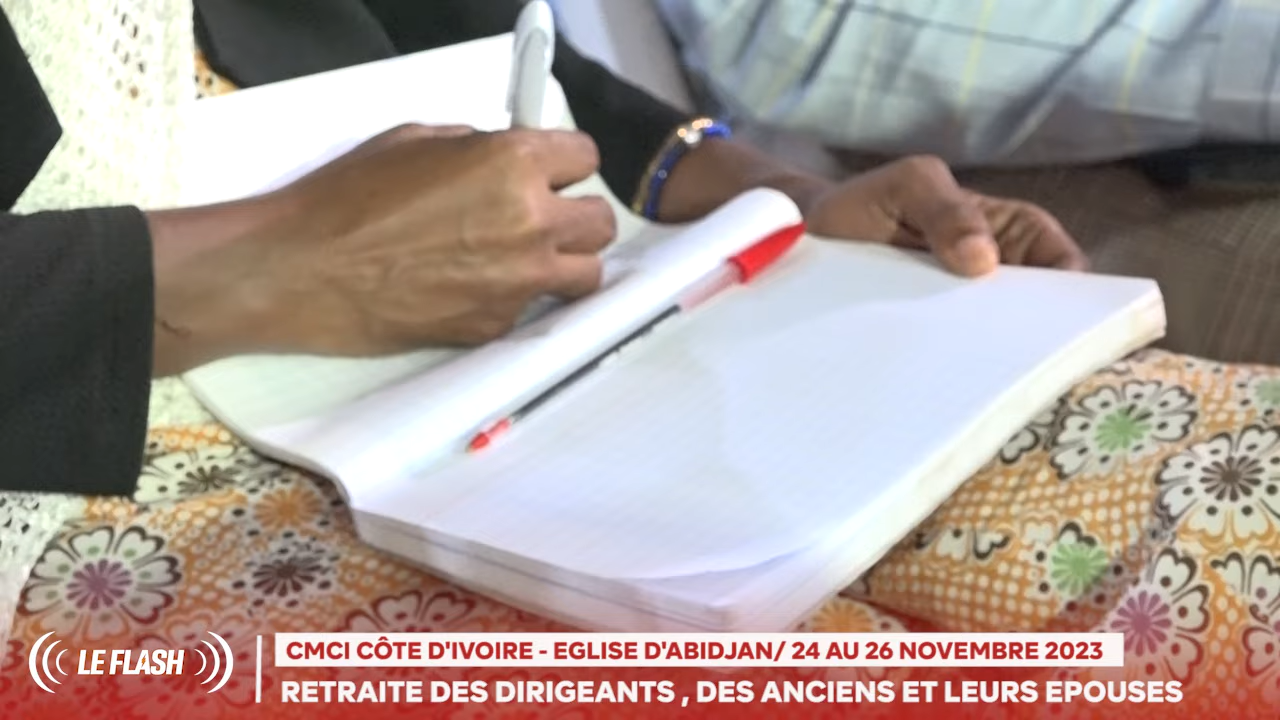 CMCI CÔTE D'IVOIRE - EGLISE D'ABIDJAN/ 24 AU 26 NOVEMBRE 2023
LE FLASH
RETRAITE DES DIRIGEANTS , DES ANCIENS ET LEURS EPOUSES